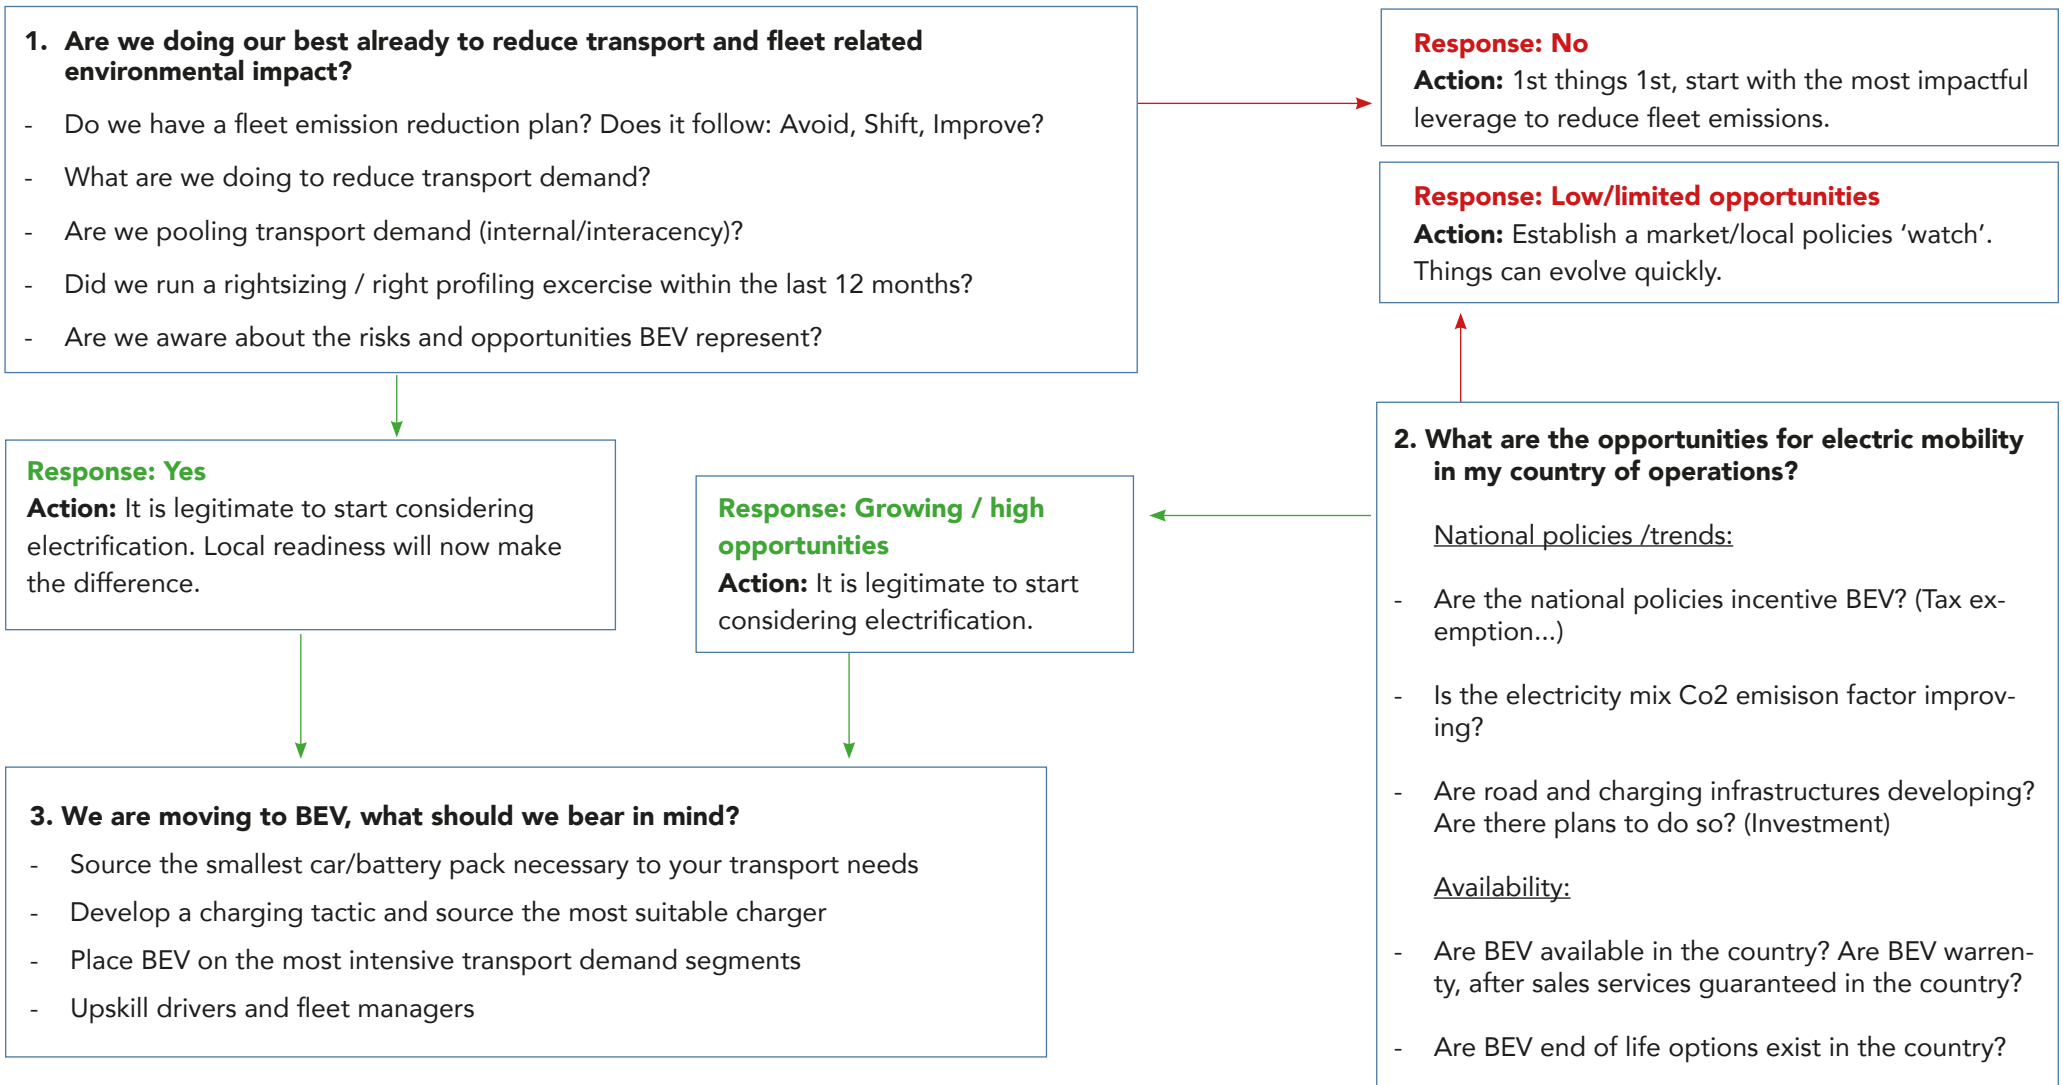 1. Are we doing our best already to reduce transport and fleet related
environmental impact?
- Do we have a fleet emission reduction plan? Does it follow: Avoid, Shift, Improve?
- What are we doing to reduce transport demand?
- Are we pooling transport demand (internal/interacency)?
- Did we run a rightsizing / right profiling excercise within the last 12 months?
- Are we aware about the risks and opportunities BEV represent?
Response: No
Action: 1st things 1st, start with the most impactful
leverage to reduce fleet emissions.
Response: Low/limited opportunities
Action: Establish a market/local policies ‘watch’.
Things can evolve quickly.
Response: Yes
Action: It is legitimate to start considering
electrification. Local readiness will now make
the difference.
Response: Growing / high
opportunities
Action: It is legitimate to start
considering electrification.
2. What are the opportunities for electric mobility
in my country of operations?
National policies /trends:
- Are the national policies incentive BEV? (Tax ex-
emption...)
- Is the electricity mix Co2 emisison factor improv-
ing?
- Are road and charging infrastructures developing?
Are there plans to do so? (Investment)
Availability:
- Are BEV available in the country? Are BEV warren-
ty, after sales services guaranteed in the country?
- Are BEV end of life options exist in the country?
3. We are moving to BEV, what should we bear in mind?
- Source the smallest car/battery pack necessary to your transport needs
- Develop a charging tactic and source the most suitable charger
- Place BEV on the most intensive transport demand segments
- Upskill drivers and fleet managers